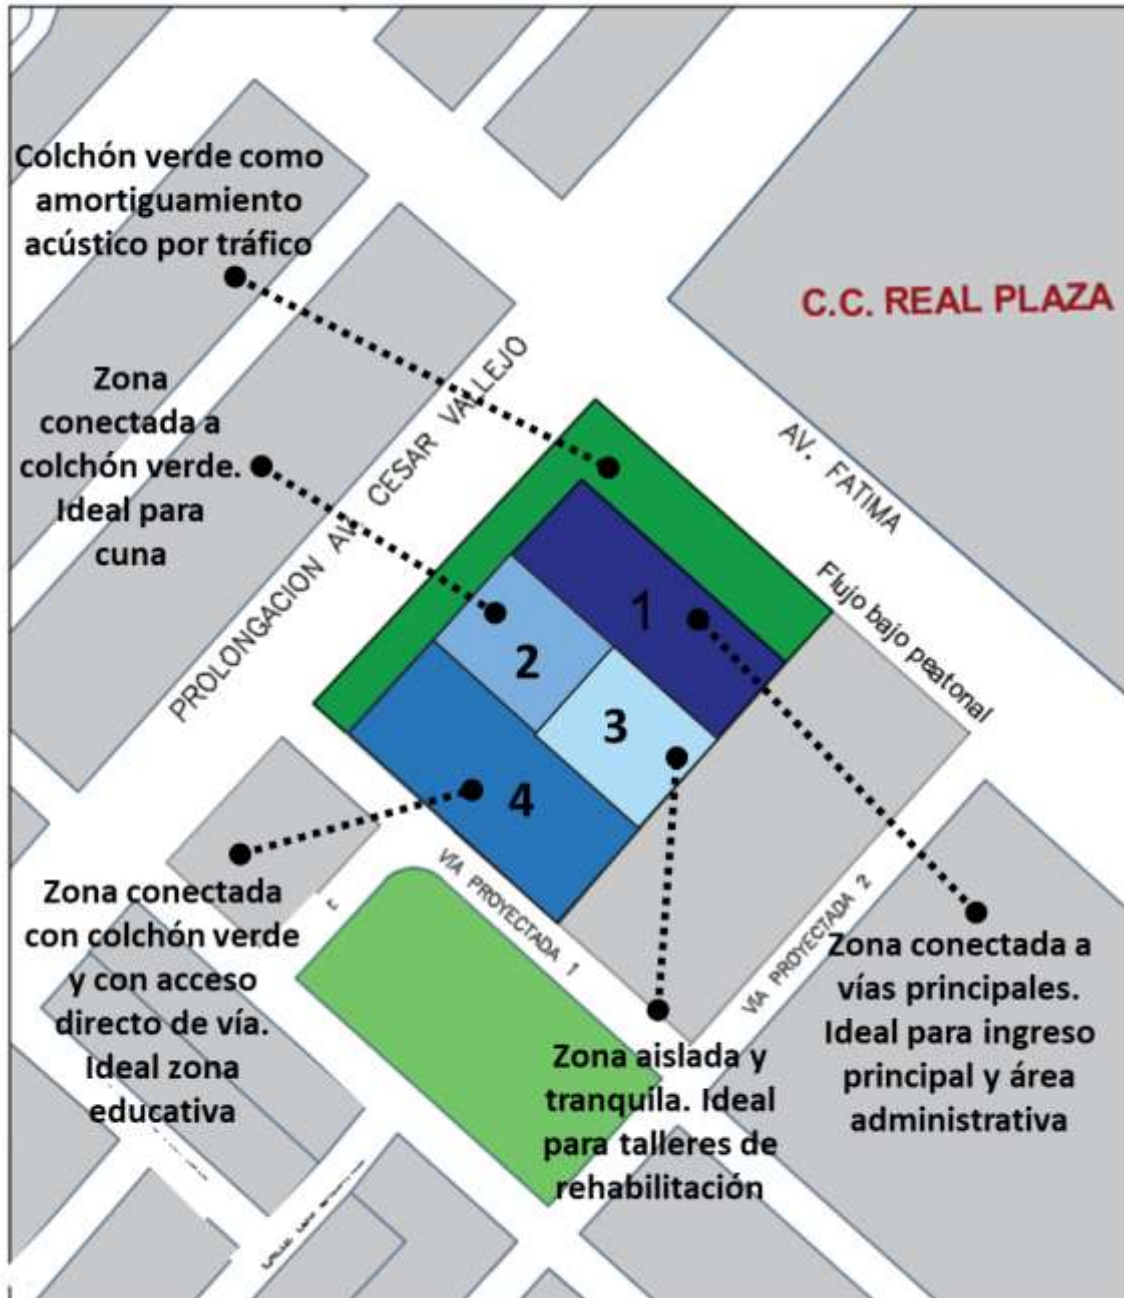 Colchón verde como
amortiguamiento
acústico por tráfico
C.C. REAL PLAZA
Zona
conectada a
colchón verde.
Ideal para
cuna
PROLONGACION AV. CESAR VALLEJO
AV. FATIMA
Flujo bajo peatonal
1
2
3
4
VÍA PROYECTADA 1
VÍA PROYECTADA 2
Zona conectada
con colchón verde
y con acceso
directo de vía.
Ideal zona
educativa
Zona aislada y
tranquila. Ideal
para talleres de
rehabilitación
Zona conectada a
vías principales.
Ideal para ingreso
principal y área
administrativa